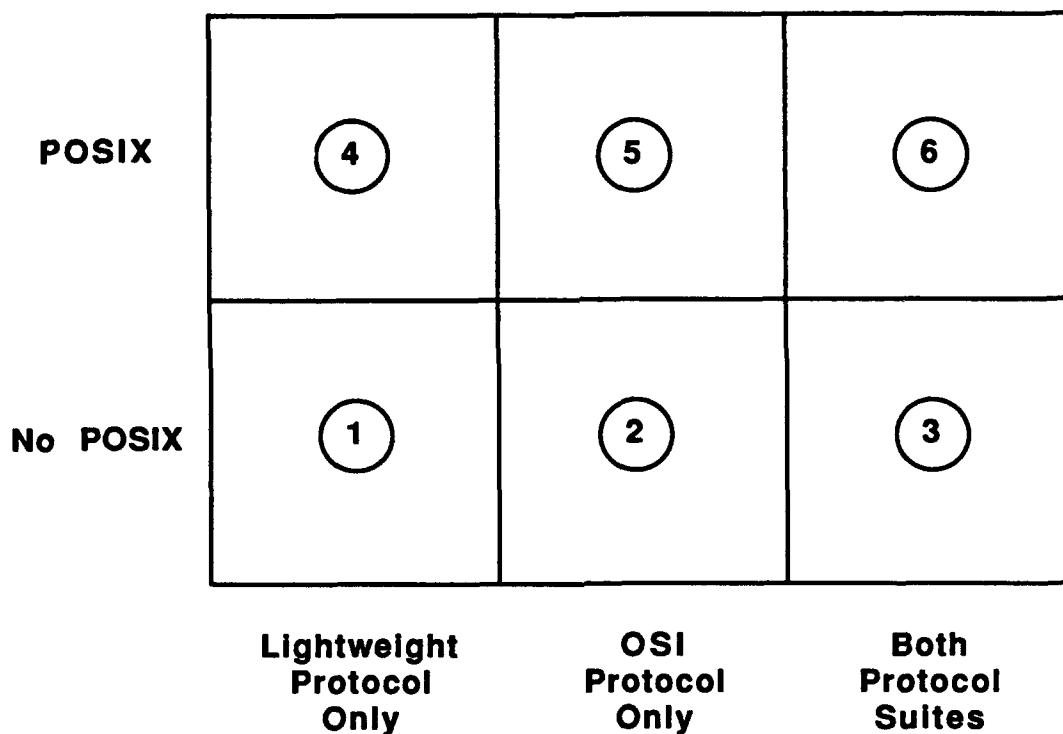 POSIX
4
5
6
No POSIX
1
2
3
Lightweight
Protocol
Only
OSI
Protocol
Only
Both
Protocol
Suites